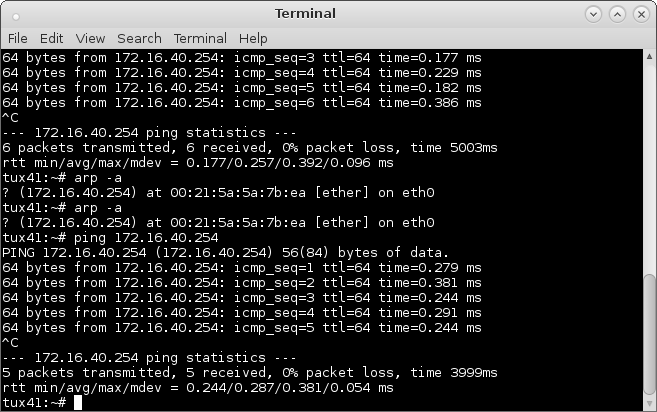 Terminal
File Edit View Search Terminal Help
64 bytes from 172.16.40.254: icmp_seq=3 ttl=64 time=0.177 ms
64 bytes from 172.16.40.254: icmp_seq=4 ttl=64 time=0.229 ms
64 bytes from 172.16.40.254: icmp_seq=5 ttl=64 time=0.182 ms
64 bytes from 172.16.40.254: icmp_seq=6 ttl=64 time=0.386 ms
^C
--- 172.16.40.254 ping statistics ---
6 packets transmitted, 6 received, 0% packet loss, time 5003ms
rtt min/avg/max/mdev = 0.177/0.257/0.392/0.096 ms
tux41:~# arp -a
? (172.16.40.254) at 00:21:5a:5a:7b:ea [ether] on eth0
tux41:~# arp -a
? (172.16.40.254) at 00:21:5a:5a:7b:ea [ether] on eth0
tux41:~# ping 172.16.40.254
PING 172.16.40.254 (172.16.40.254) 56(84) bytes of data.
64 bytes from 172.16.40.254: icmp_seq=1 ttl=64 time=0.279 ms
64 bytes from 172.16.40.254: icmp_seq=2 ttl=64 time=0.381 ms
64 bytes from 172.16.40.254: icmp_seq=3 ttl=64 time=0.244 ms
64 bytes from 172.16.40.254: icmp_seq=4 ttl=64 time=0.291 ms
64 bytes from 172.16.40.254: icmp_seq=5 ttl=64 time=0.244 ms
^C
--- 172.16.40.254 ping statistics ---
5 packets transmitted, 5 received, 0% packet loss, time 3999ms
rtt min/avg/max/mdev = 0.244/0.287/0.381/0.054 ms
tux41:~#